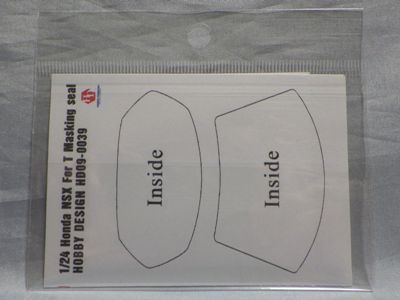 1/24 Honda NSX For T Masking seal
HOBBY DESIGN HD09-0039
Inside
Inside